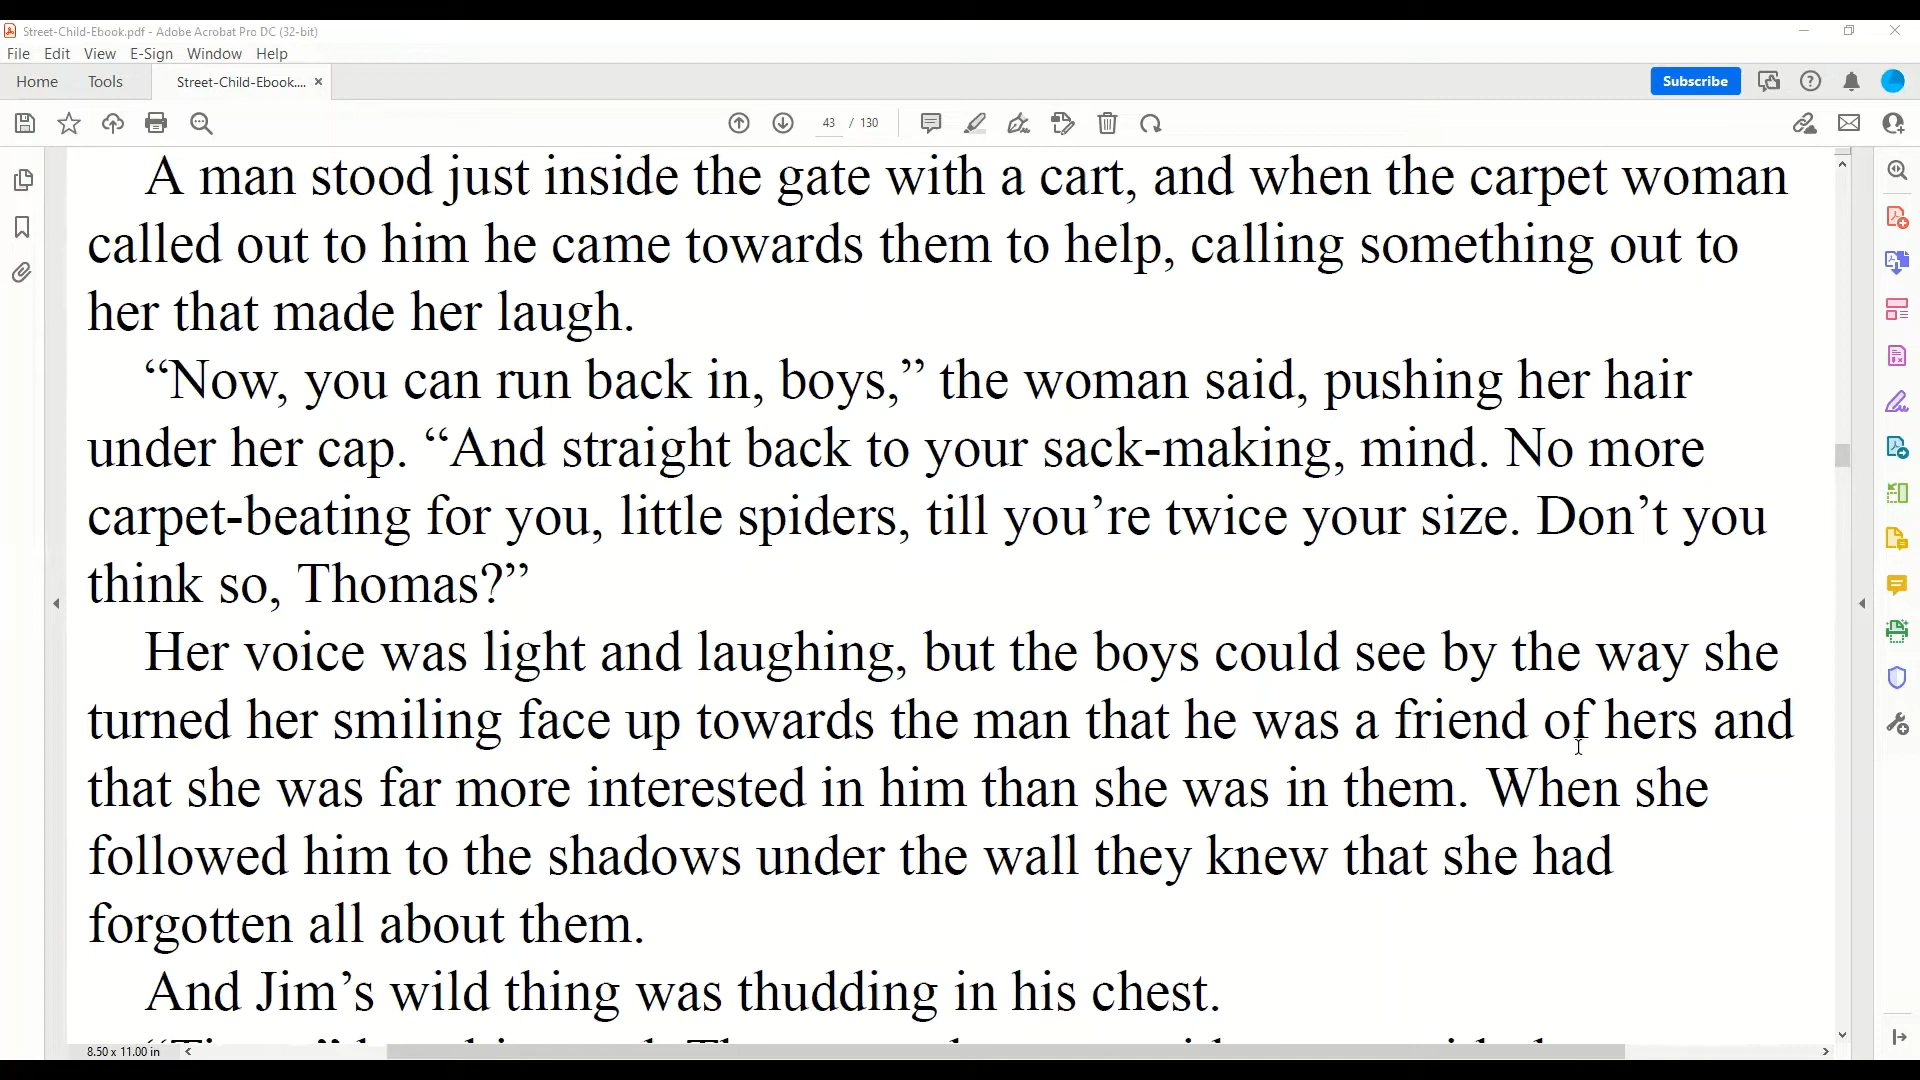 Street-Child-Ebook.pdf - Adobe Acrobat Pro DC (32-bit)
File Edit View E-Sign Window Help
Home Tools Street-Child-Ebook.... × Subscribe
43 / 130
A man stood just inside the gate with a cart, and when the carpet woman
called out to him he came towards them to help, calling something out to
her that made her laugh.
“Now, you can run back in, boys,” the woman said, pushing her hair
under her cap. “And straight back to your sack-making, mind. No more
carpet-beating for you, little spiders, till you’re twice your size. Don’t you
think so, Thomas?”
Her voice was light and laughing, but the boys could see by the way she
turned her smiling face up towards the man that he was a friend of hers and
that she was far more interested in him than she was in them. When she
followed him to the shadows under the wall they knew that she had
forgotten all about them.
And Jim’s wild thing was thudding in his chest.
8.50 x 11.00 in